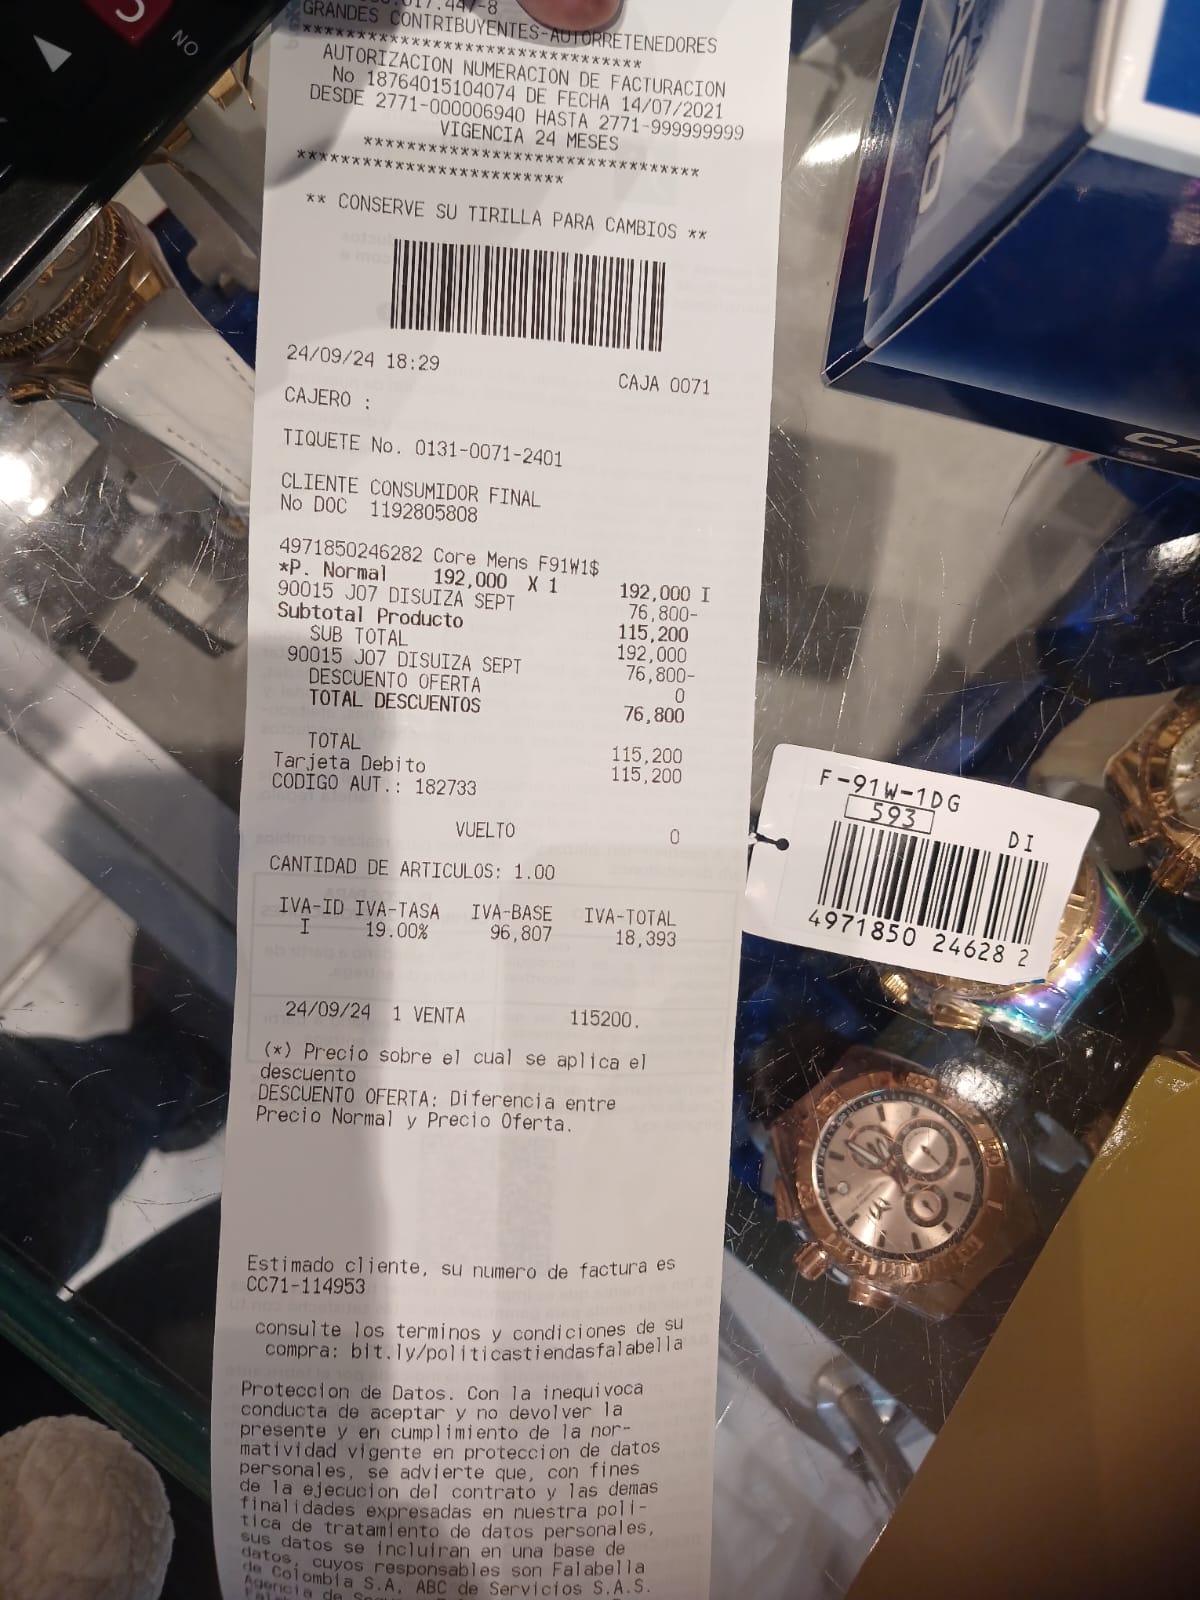 .017.447-8
GRANDES CONTRIBUYENTES-AUTORRETENEDORES
*******************************
AUTORIZACION NUMERACION DE FACTURACION
No 18764015104074 DE FECHA 14/07/2021
DESDE 2771-000006940 HASTA 2771-999999999
VIGENCIA 24 MESES
*******************************
************************
** CONSERVE SU TIRILLA PARA CAMBIOS **
24/09/24 18:29 CAJA 0071
CAJERO :
TIQUETE No. 0131-0071-2401
CLIENTE CONSUMIDOR FINAL
No DOC 1192805808
4971850246282 Core Mens F91W1$
*P. Normal 192,000 X 1 192,000 I
90015 J07 DISUIZA SEPT 76,800-
Subtotal Producto 115,200
SUB TOTAL 192,000
90015 J07 DISUIZA SEPT 76,800-
DESCUENTO OFERTA 0
TOTAL DESCUENTOS 76,800
TOTAL 115,200
Tarjeta Debito 115,200
CODIGO AUT.: 182733
VUELTO 0
CANTIDAD DE ARTICULOS: 1.00
IVA-ID IVA-TASA IVA-BASE IVA-TOTAL
I 19.00% 96,807 18,393
24/09/24 1 VENTA 115200.
(*) Precio sobre el cual se aplica el
descuento
DESCUENTO OFERTA: Diferencia entre
Precio Normal y Precio Oferta.
Estimado cliente, su numero de factura es
CC71-114953
consulte los terminos y condiciones de su
compra: bit.ly/politicastiendasfalabella
Proteccion de Datos. Con la inequivoca
conducta de aceptar y no devolver la
presente y en cumplimiento de la nor-
matividad vigente en proteccion de datos
personales, se advierte que, con fines
de la ejecucion del contrato y las demas
finalidades expresadas en nuestra poli-
tica de tratamiento de datos personales,
sus datos se incluiran en una base de
datos, cuyos responsables son Falabella
de Colombia S.A, ABC de Servicios S.A.S.
Agencia de
F-91W-1DG
593
DI
4971850 24628 2
NO
CA